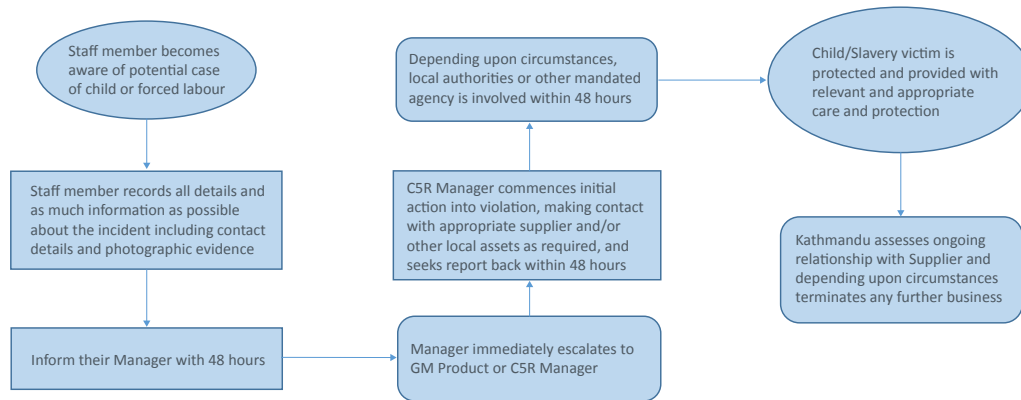 Staff member becomes
aware of potential case
of child or forced labour
Staff member records all details and
as much information as possible
about the incident including contact
details and photographic evidence
Inform their Manager with 48 hours
Manager immediately escalates to
GM Product or C5R Manager
C5R Manager commences initial
action into violation, making contact
with appropriate supplier and/or
other local assets as required, and
seeks report back within 48 hours
Depending upon circumstances,
local authorities or other mandated
agency is involved within 48 hours
Child/Slavery victim is
protected and provided with
relevant and appropriate
care and protection
Kathmandu assesses ongoing
relationship with Supplier and
depending upon circumstances
terminates any further business